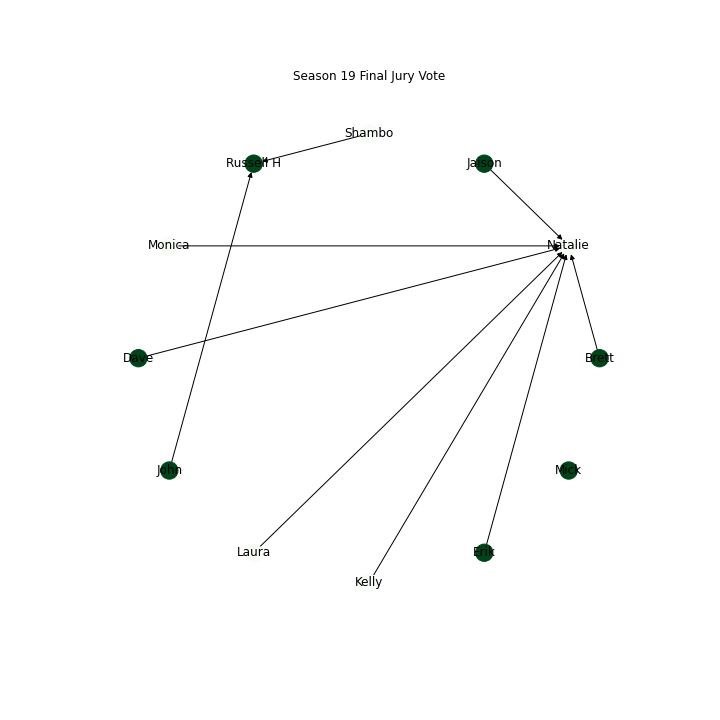 Season 19 Final Jury Vote
Shambo
Russell H
Jaison
Monica
Natalie
Dave
Brett
John
Mick
Laura
Erik
Kelly